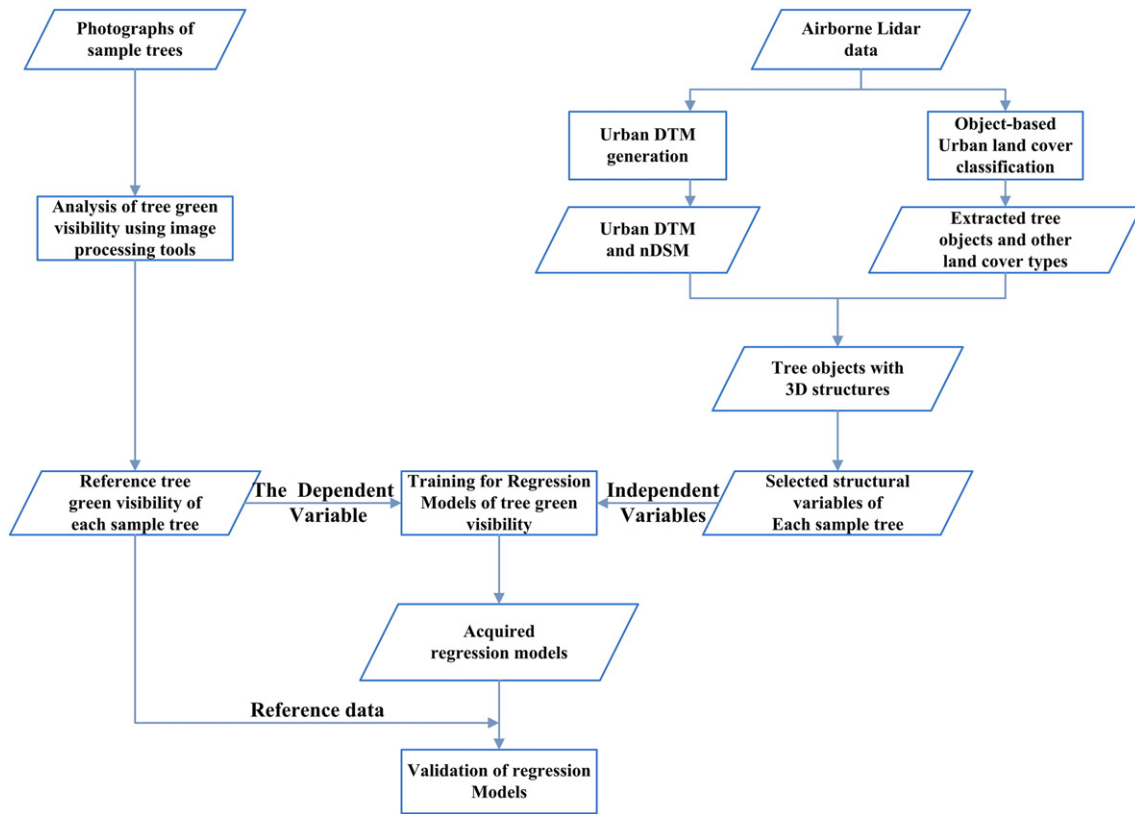 Photographs of
sample trees
Airborne Lidar
data
Urban DTM
generation
Object-based
Urban land cover
classification
Analysis of tree green
visibility using image
processing tools
Urban DTM
and nDSM
Extracted tree
objects and other
land cover types
Tree objects with
3D structures
Reference tree
green visibility of
each sample tree
The Dependent
Variable
Training for Regression
Models of tree green
visibility
Independent
Variables
Selected structural
variables of
Each sample tree
Acquired
regression models
Reference data
Validation of regression
Models